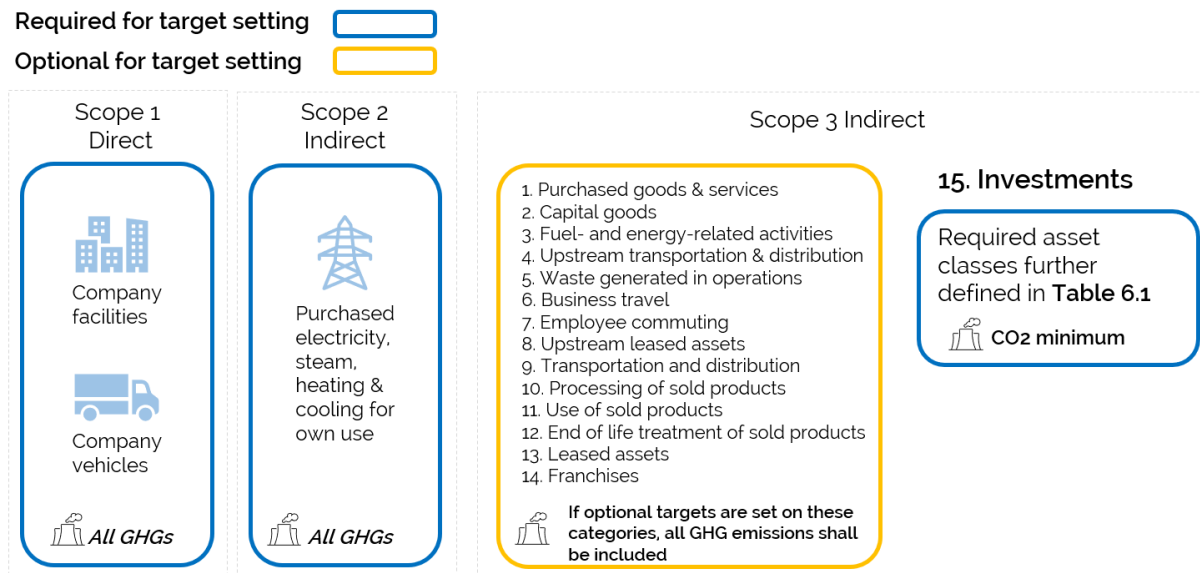 Required for target setting
Optional for target setting
Scope 1
Direct
Company
facilities
Company
vehicles
All GHGs
Scope 2
Indirect
Purchased
electricity,
steam,
heating &
cooling for
own use
All GHGs
Scope 3 Indirect
1. Purchased goods & services
2. Capital goods
3. Fuel- and energy-related activities
4. Upstream transportation & distribution
5. Waste generated in operations
6. Business travel
7. Employee commuting
8. Upstream leased assets
9. Transportation and distribution
10. Processing of sold products
11. Use of sold products
12. End of life treatment of sold products
13. Leased assets
14. Franchises
If optional targets are set on these
categories, all GHG emissions shall
be included
15. Investments
Required asset
classes further
defined in Table 6.1
CO2 minimum